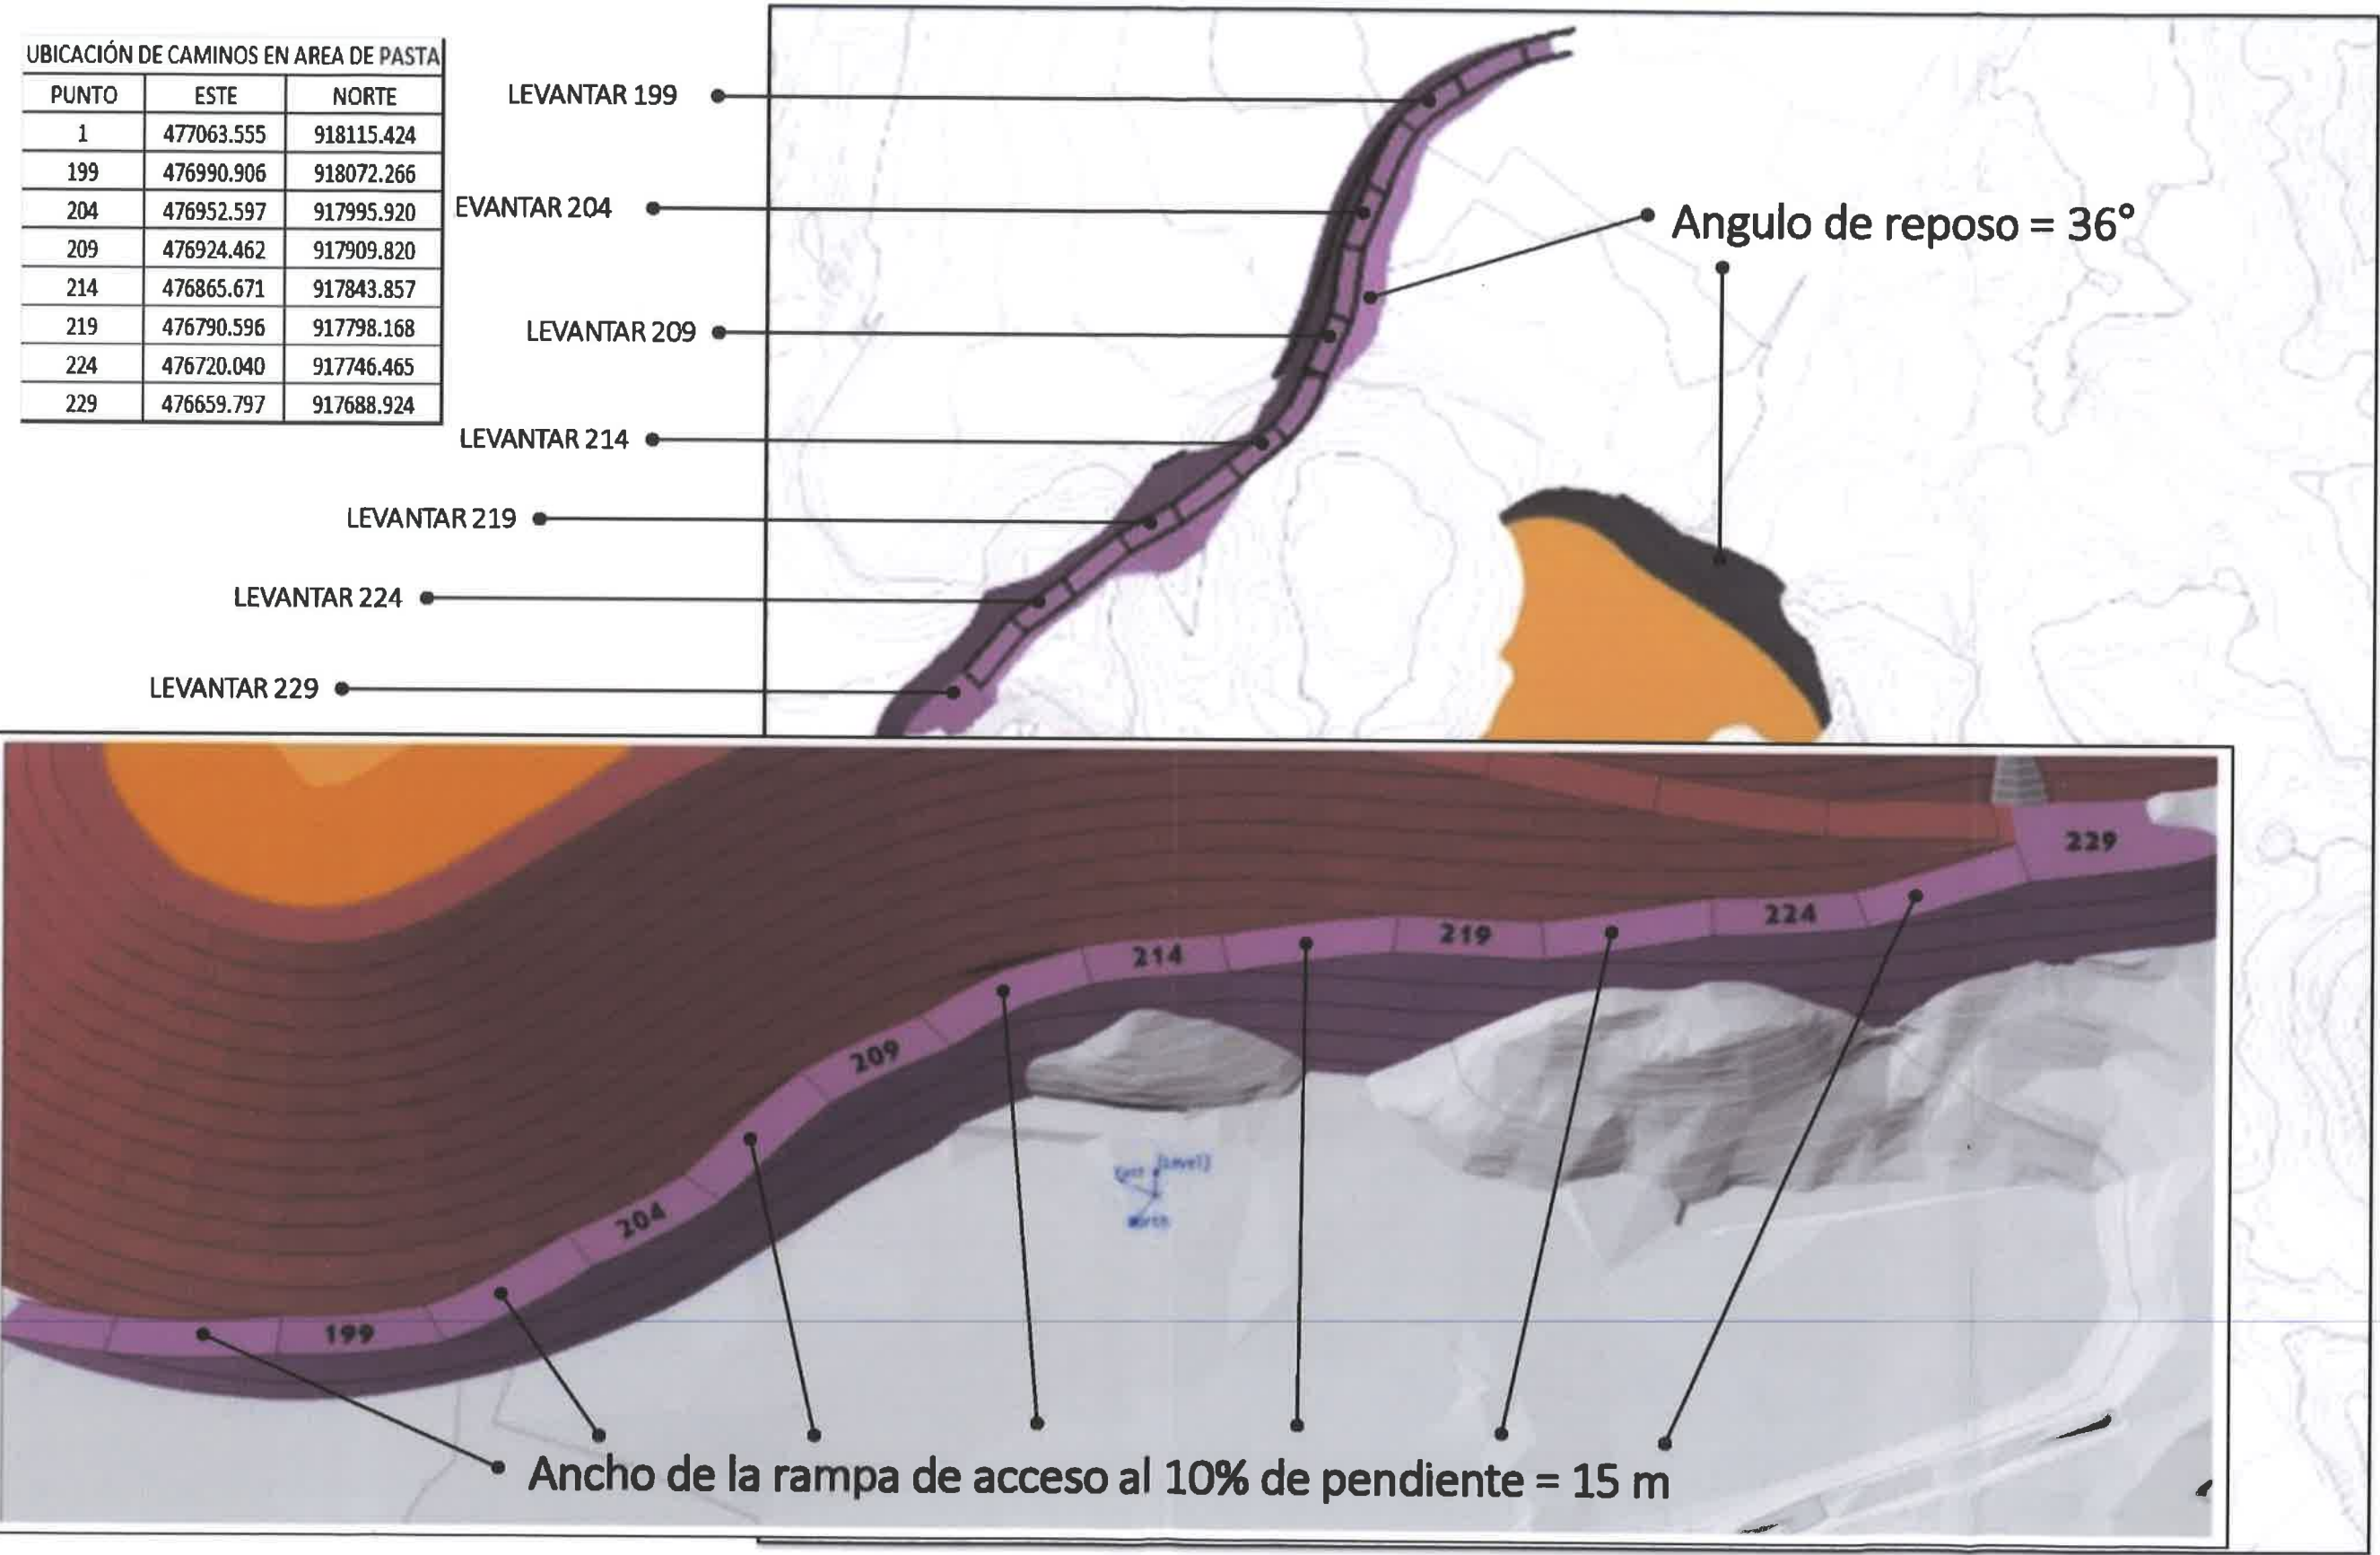 UBICACIÓN DE CAMINOS EN AREA DE PASTA
PUNTO ESTE NORTE
1 477063.555 918115.424
199 476990.906 918072.266
204 476952.597 917995.920
209 476924.462 917909.820
214 476865.671 917843.857
219 476790.596 917798.168
224 476720.040 917746.465
229 476659.797 917688.924
LEVANTAR 199
EVANTAR 204
LEVANTAR 209
LEVANTAR 214
LEVANTAR 219
LEVANTAR 224
LEVANTAR 229
Angulo de reposo = 36°
229
224
219
214
209
204
199
Ancho de la rampa de acceso al 10% de pendiente = 15 m